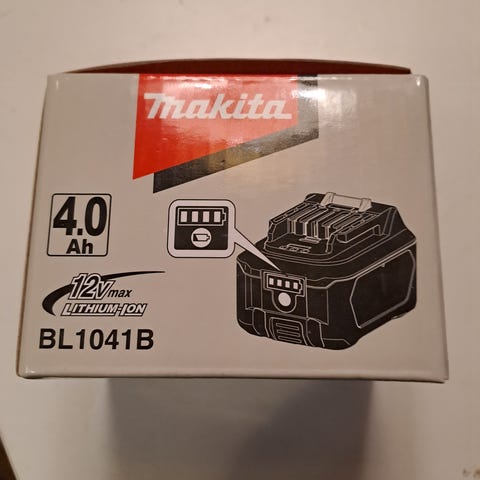 makita
4.0
Ah
12Vmax
LITHIUM-ION
BL1041B